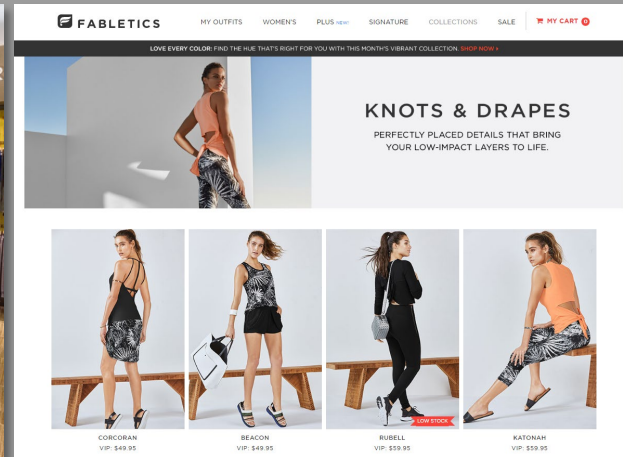 FABLETICS
MY OUTFITS WOMEN'S PLUS NEW! SIGNATURE COLLECTIONS SALE MY CART 0
LOVE EVERY COLOR: FIND THE HUE THAT'S RIGHT FOR YOU WITH THIS MONTH'S VIBRANT COLLECTION. SHOP NOW >
KNOTS & DRAPES
PERFECTLY PLACED DETAILS THAT BRING
YOUR LOW-IMPACT LAYERS TO LIFE.
LOW STOCK
CORCORAN BEACON RUBELL KATONAH
VIP: $49.95 VIP: $49.95 VIP: $59.95 VIP: $59.95